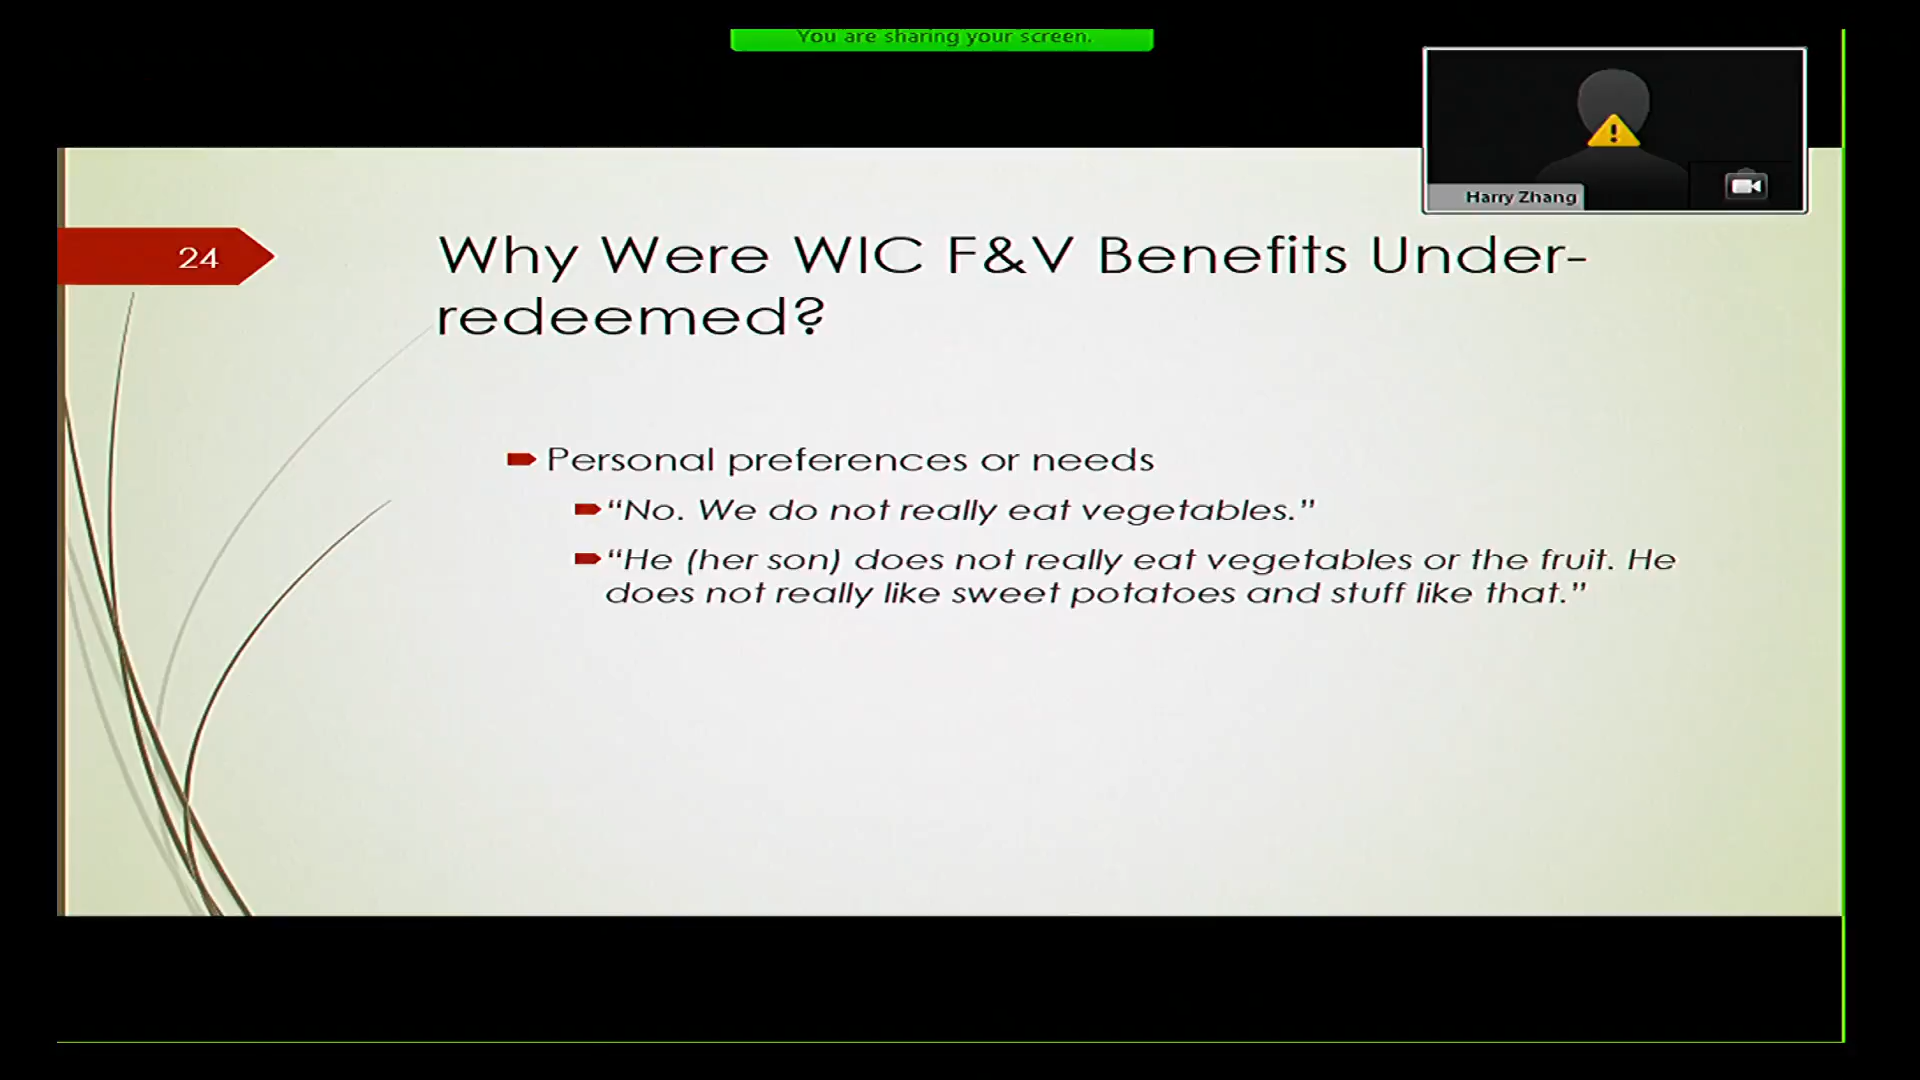 You are sharing your screen.
Harry Zhang
24
Why Were WIC F&V Benefits Under-
redeemed?
Personal preferences or needs
“No. We do not really eat vegetables.”
“He (her son) does not really eat vegetables or the fruit. He
does not really like sweet potatoes and stuff like that.”